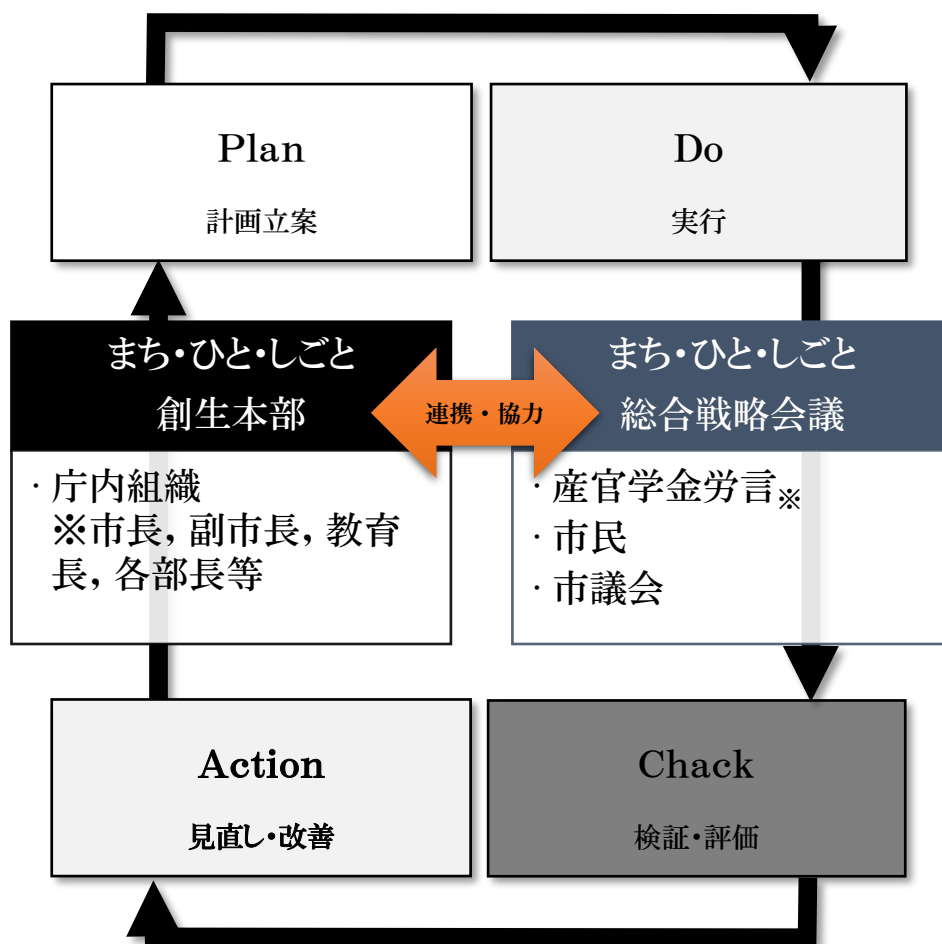 Plan
計画立案
Do
実行
まち・ひと・しごと
創生本部
連携・協力
まち・ひと・しごと
総合戦略会議
・庁内組織
※市長，副市長，教育
長，各部長等
・産官学金労言※
・市民
・市議会
Action
見直し・改善
Chack
検証・評価